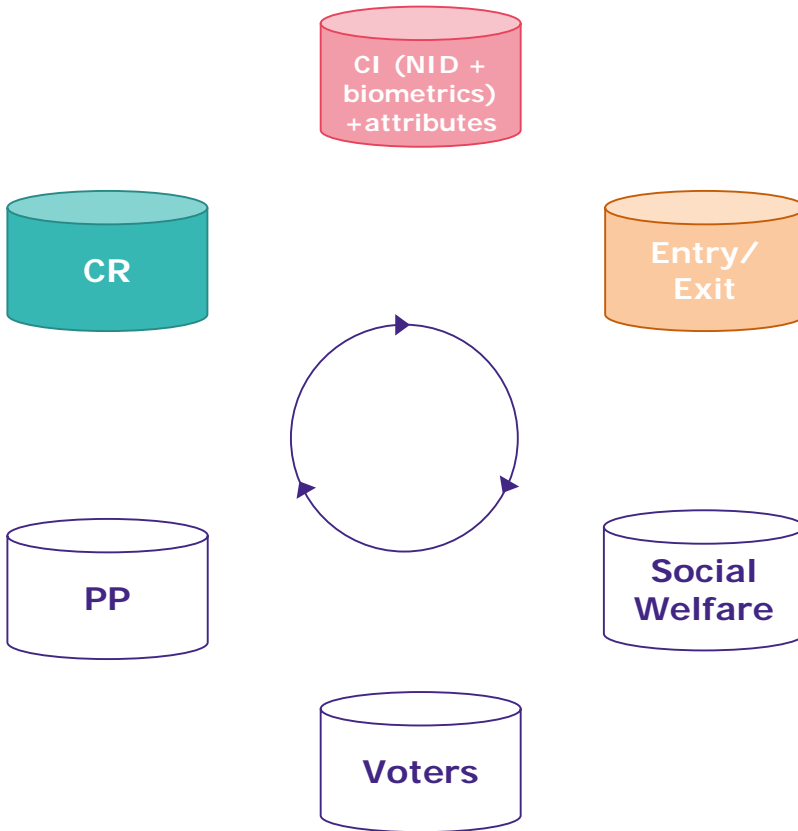 CI (NID +
biometrics)
+attributes
CR
Entry/
Exit
PP
Social
Welfare
Voters